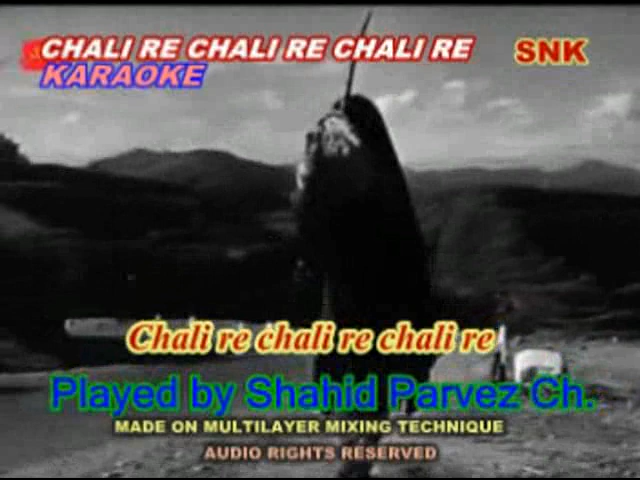 CHALI RE CHALI RE CHALI RE SNK
KARAOKE
Chali re chali re chali re
Played by Shahid Parvez Ch.
MADE ON MULTILAYER MIXING TECHNIQUE
AUDIO RIGHTS RESERVED